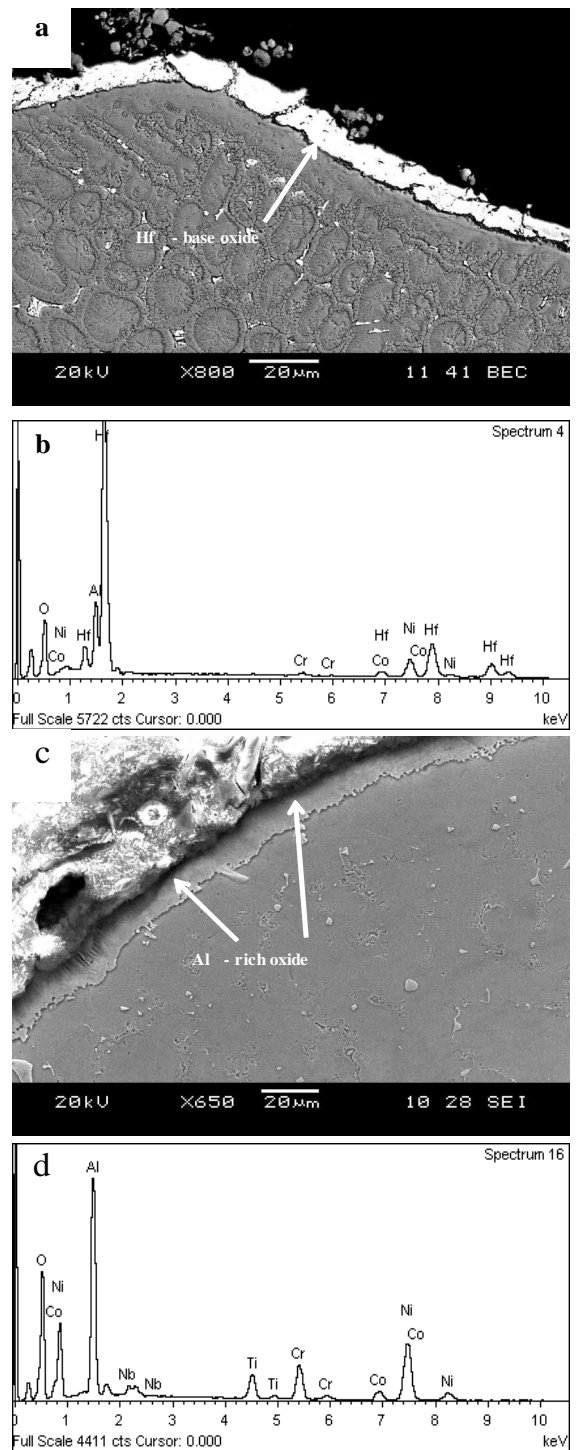 a
Hf - base oxide
20kV X800 20µm 11 41 BEC
b
Spectrum 4
Hf
Al
O
Ni
Co
Hf
Cr
Cr
Hf
Co
Ni
Co
Hf
Ni
Hf
Hf
0 1 2 3 4 5 6 7 8 9 10
Full Scale 5722 cts Cursor: 0.000 keV
c
Al - rich oxide
20kV X650 20µm 10 28 SEI
d
Spectrum 16
Al
O
Ni
Co
Nb
Nb
Ti
Ti
Cr
Cr
Co
Ni
Co
Ni
0 1 2 3 4 5 6 7 8 9 10
Full Scale 4411 cts Cursor: 0.000 keV